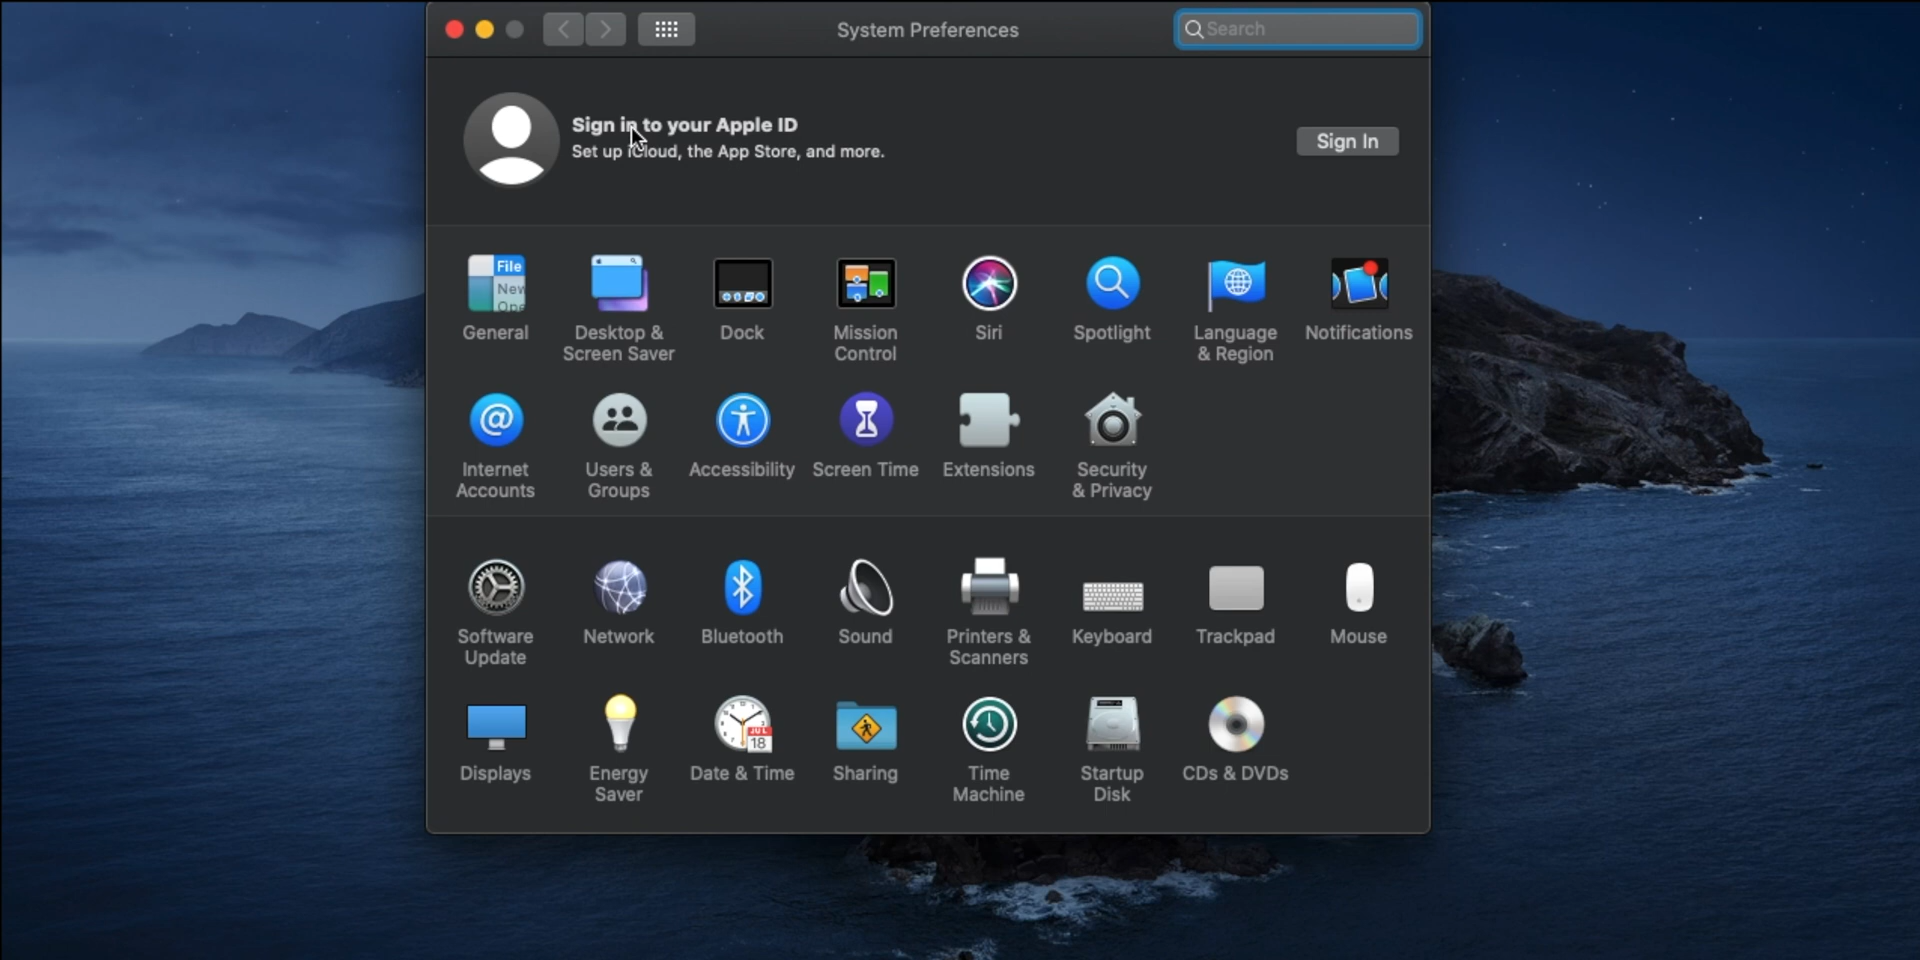 System Preferences
Search
Sign in to your Apple ID
Set up iCloud, the App Store, and more.
Sign In
File
New
Ope
General
Desktop &
Screen Saver
Dock
Mission
Control
Siri
Spotlight
Language
& Region
Notifications
Internet
Accounts
Users &
Groups
Accessibility
Screen Time
Extensions
Security
& Privacy
Software
Update
Network
Bluetooth
Sound
Printers &
Scanners
Keyboard
Trackpad
Mouse
JUL
18
Displays
Energy
Saver
Date & Time
Sharing
Time
Machine
Startup
Disk
CDs & DVDs